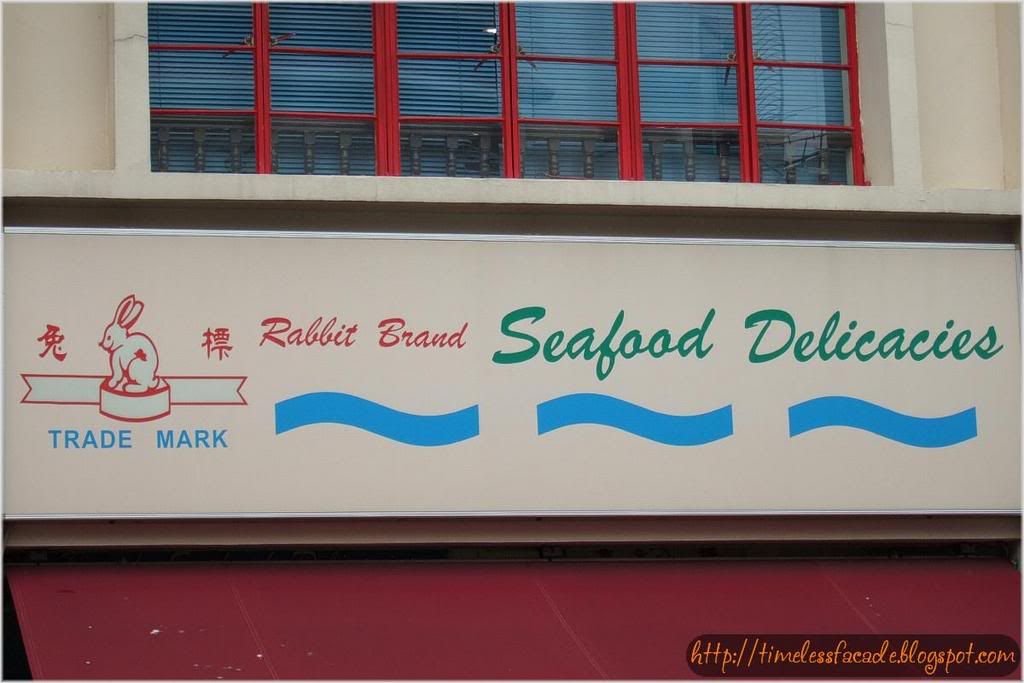 兔 標
TRADE MARK
Rabbit Brand Seafood Delicacies
http://timelessfacade.blogspot.com